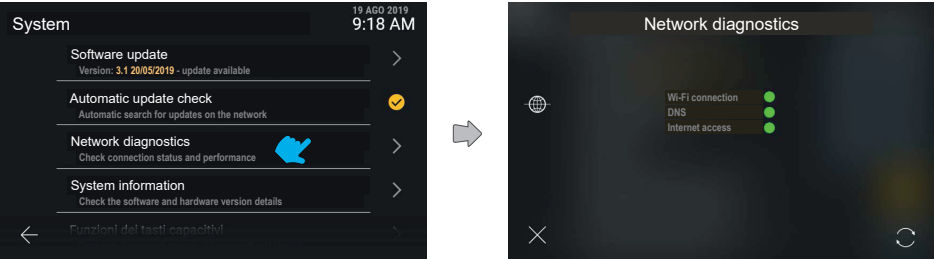 System
19 AGO 2019
9:18 AM
Software update
Version: 3.1 20/05/2019 - update available
Automatic update check
Automatic search for updates on the network
Network diagnostics
Check connection status and performance
System information
Check the software and hardware version details
Funzioni dei tasti capacitivi
Network diagnostics
Wi-Fi connection
DNS
Internet access